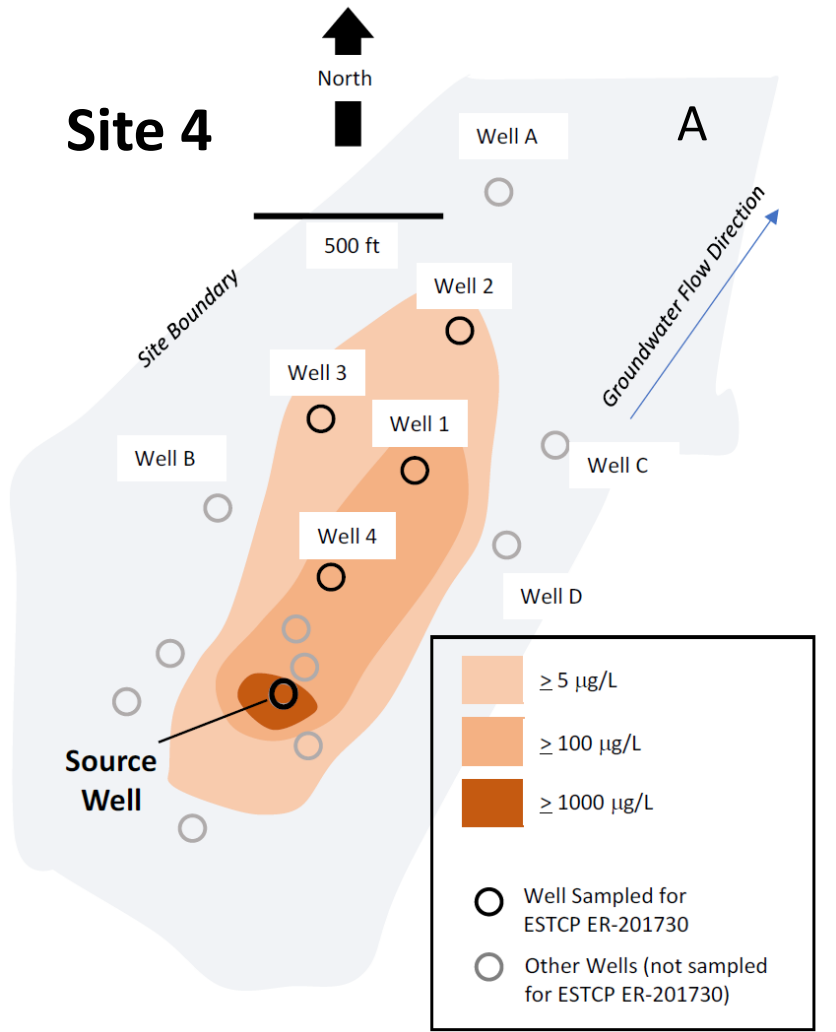 North
Site 4
A
Well A
500 ft
Site Boundary
Groundwater Flow Direction
Well 2
Well 3
Well 1
Well B
Well C
Well 4
Well D
Source
Well
≥ 5 μg/L
≥ 100 μg/L
≥ 1000 μg/L
Well Sampled for
ESTCP ER-201730
Other Wells (not sampled
for ESTCP ER-201730)